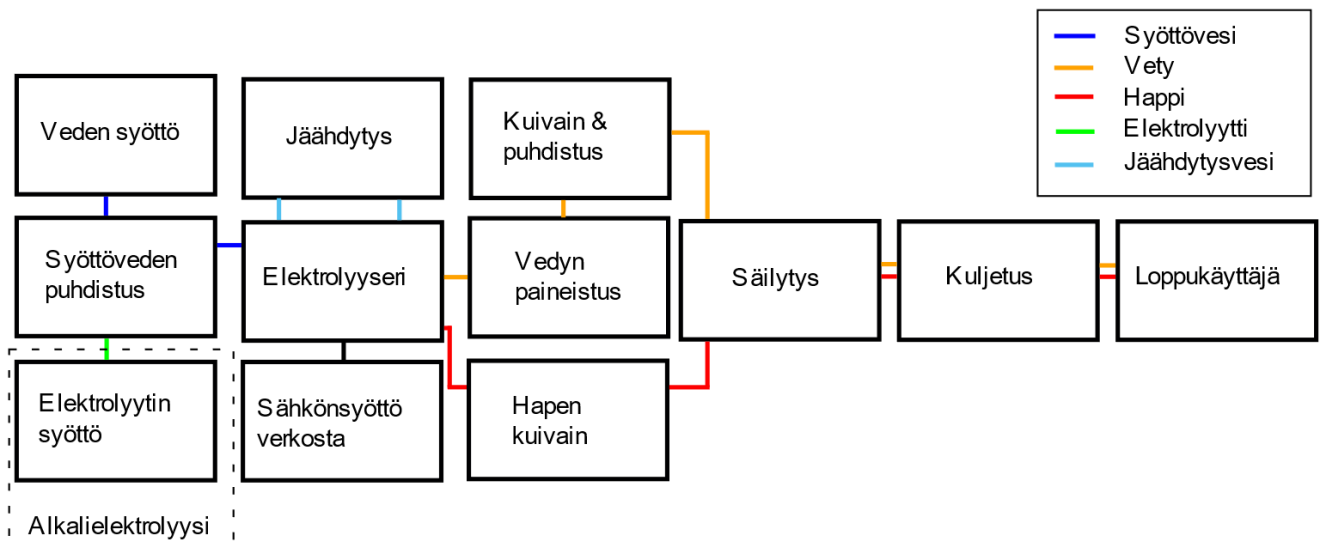 Syöttövesi
Vety
Happi
Elektrolyytti
Jäähdytysvesi
Veden syöttö
Jäähdytys
Kuivain &
puhdistus
Syöttöveden
puhdistus
Elektrolyyseri
Vedyn
paineistus
Säilytys
Kuljetus
Loppukäyttäjä
Elektrolyytin
syöttö
Sähkönsyöttö
verkosta
Hapen
kuivain
Alkalielektrolyysi